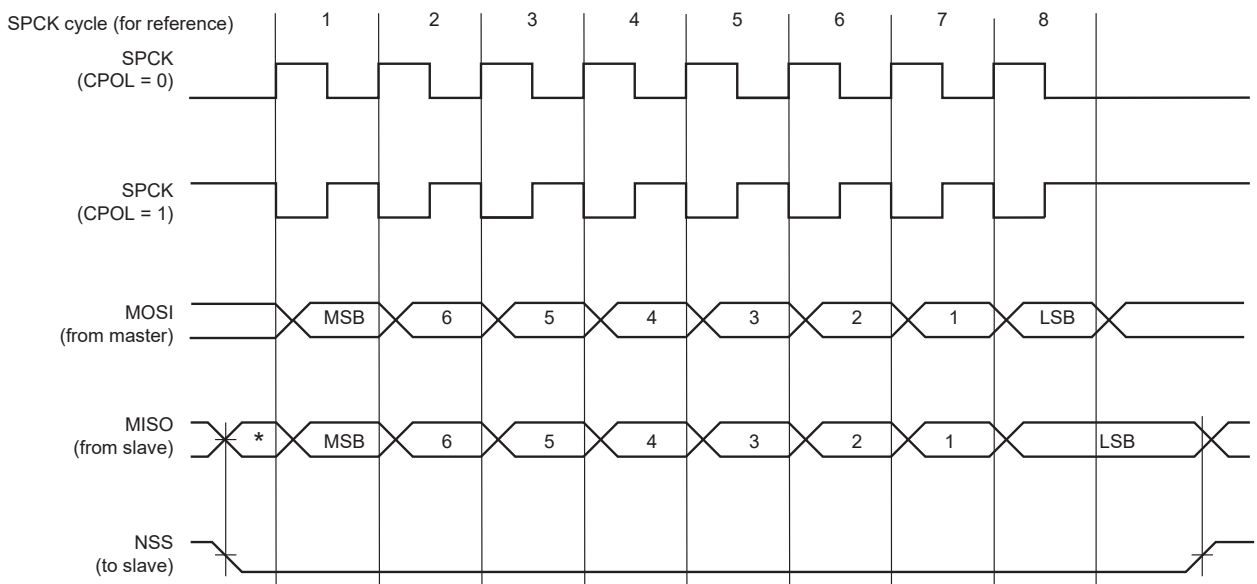 SPCK cycle (for reference) 1 2 3 4 5 6 7 8
SPCK
(CPOL = 0)
SPCK
(CPOL = 1)
MOSI
(from master)
MSB 6 5 4 3 2 1 LSB
MISO
(from slave)
* MSB 6 5 4 3 2 1 LSB
NSS
(to slave)